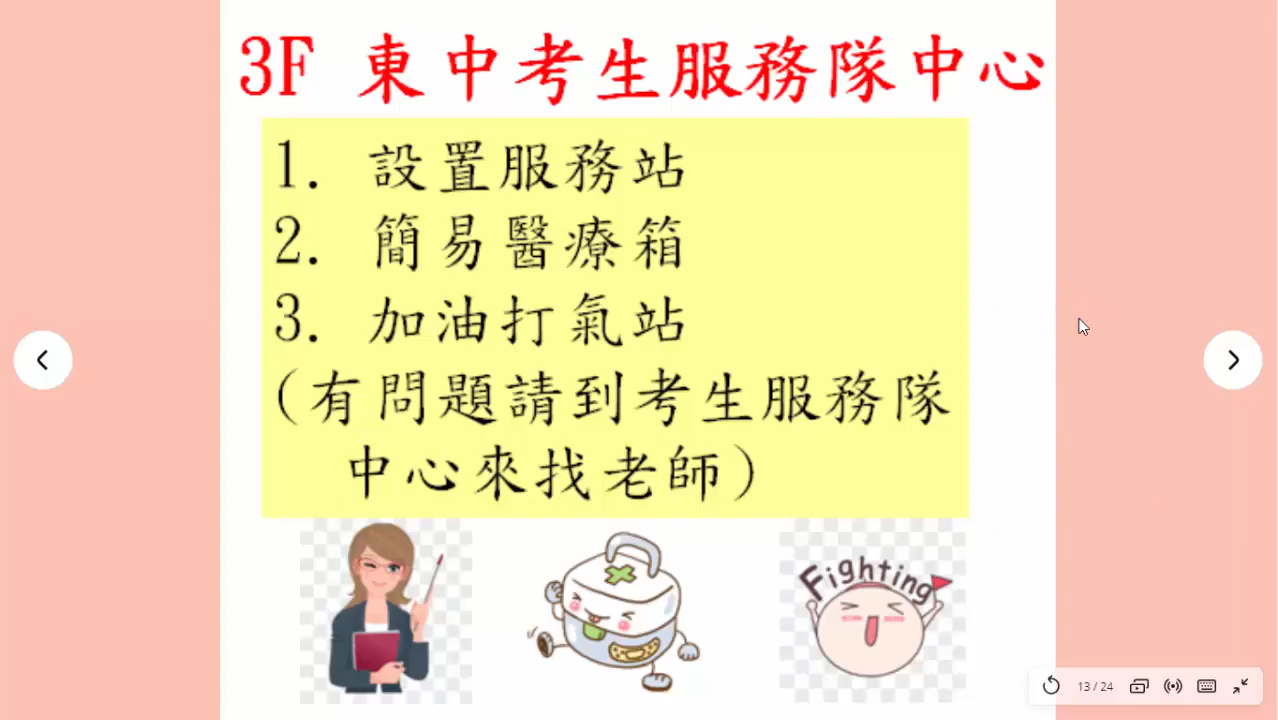 3F 東中考生服務隊中心
1. 設置服務站
2. 簡易醫療箱
3. 加油打氣站
(有問題請到考生服務隊
中心來找老師)
Fighting
13 / 24